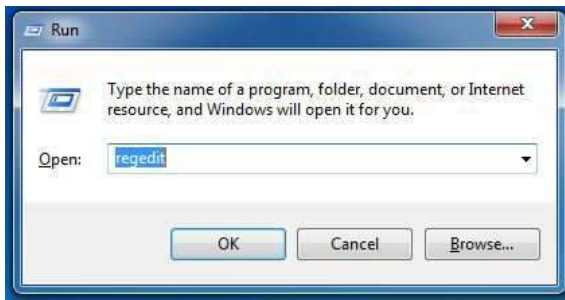 Run
Type the name of a program, folder, document, or Internet
resource, and Windows will open it for you.
Open: regedit
OK Cancel Browse...